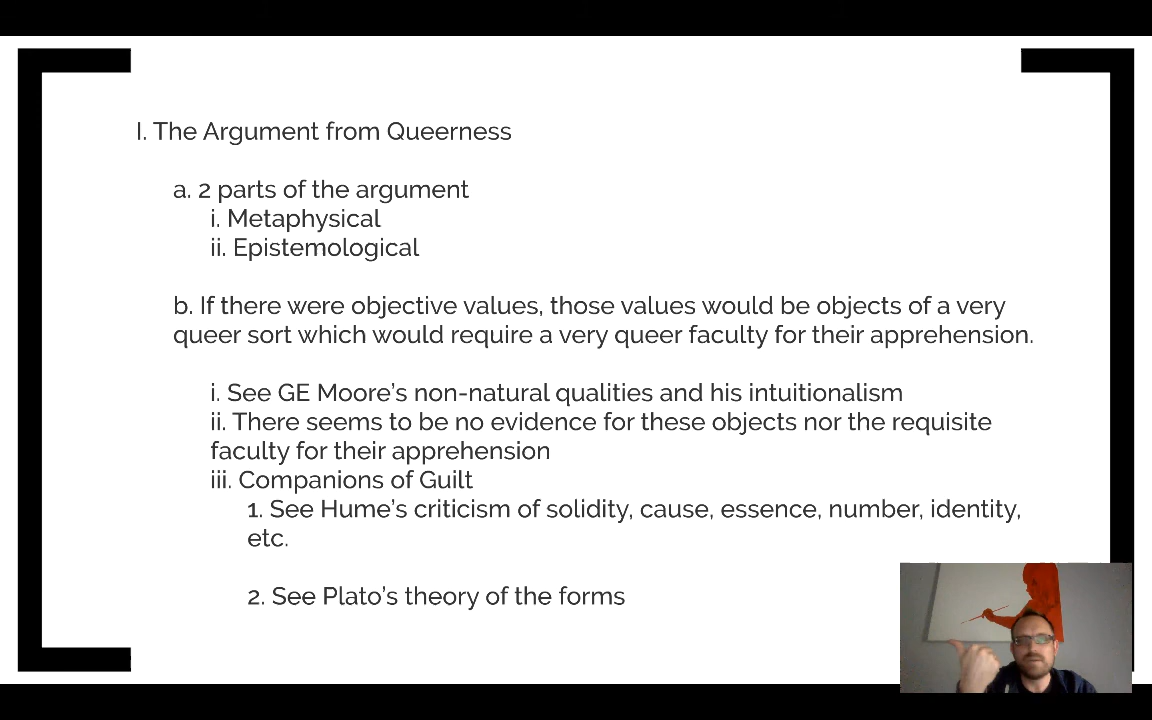 I. The Argument from Queerness
a. 2 parts of the argument
i. Metaphysical
ii. Epistemological
b. If there were objective values, those values would be objects of a very
queer sort which would require a very queer faculty for their apprehension.
i. See GE Moore's non-natural qualities and his intuitionalism
ii. There seems to be no evidence for these objects nor the requisite
faculty for their apprehension
iii. Companions of Guilt
1. See Hume's criticism of solidity, cause, essence, number, identity,
etc.
2. See Plato's theory of the forms